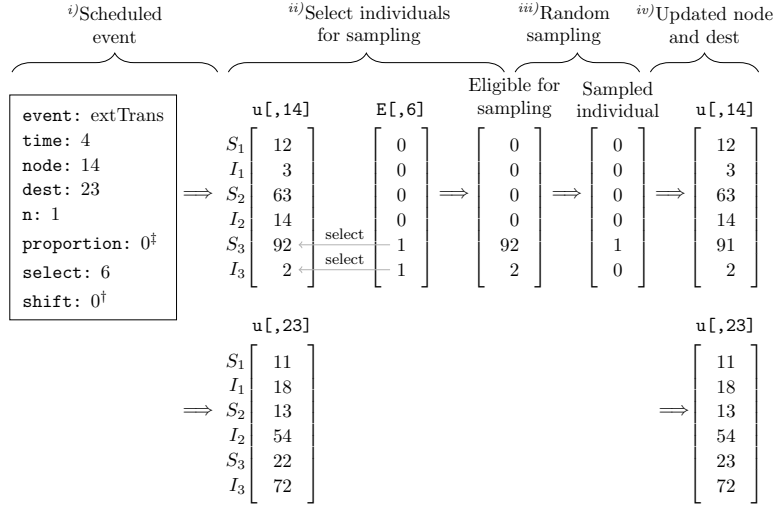 i)Scheduled event
ii)Select individuals for sampling
iii)Random sampling
iv)Updated node and dest
event: extTrans
time: 4
node: 14
dest: 23
n: 1
proportion: 0‡
select: 6
shift: 0†
u[,14] E[,6] Eligible for sampling Sampled individual u[,14]
S1 12 0 0 0 12
I1 3 0 0 0 3
⟹ S2 63 0 ⟹ 0 ⟹ 0 ⟹ 63
I2 14 0 0 0 14
S3 92 select 1 92 1 91
I3 2 select 1 2 0 2
u[,23] u[,23]
S1 11 11
I1 18 18
⟹ S2 13 ⟹ 13
I2 54 54
S3 22 23
I3 72 72